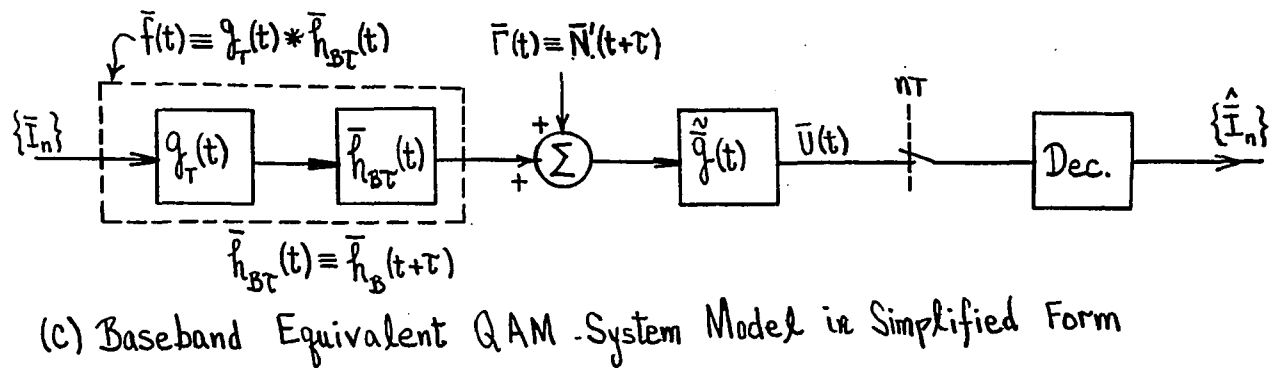 f̄(t) ≡ g_T(t) * h̄_Bτ(t)
Γ̄(t) ≡ N̄'(t+τ)
nT
{Ī_n}
g_T(t)
h̄_Bτ(t)
+
+
Σ
g̃̄(t)
Ū(t)
Dec.
{Ī̂_n}
h̄_Bτ(t) ≡ h̄_B(t+τ)
(C) Baseband Equivalent QAM-System Model in Simplified Form